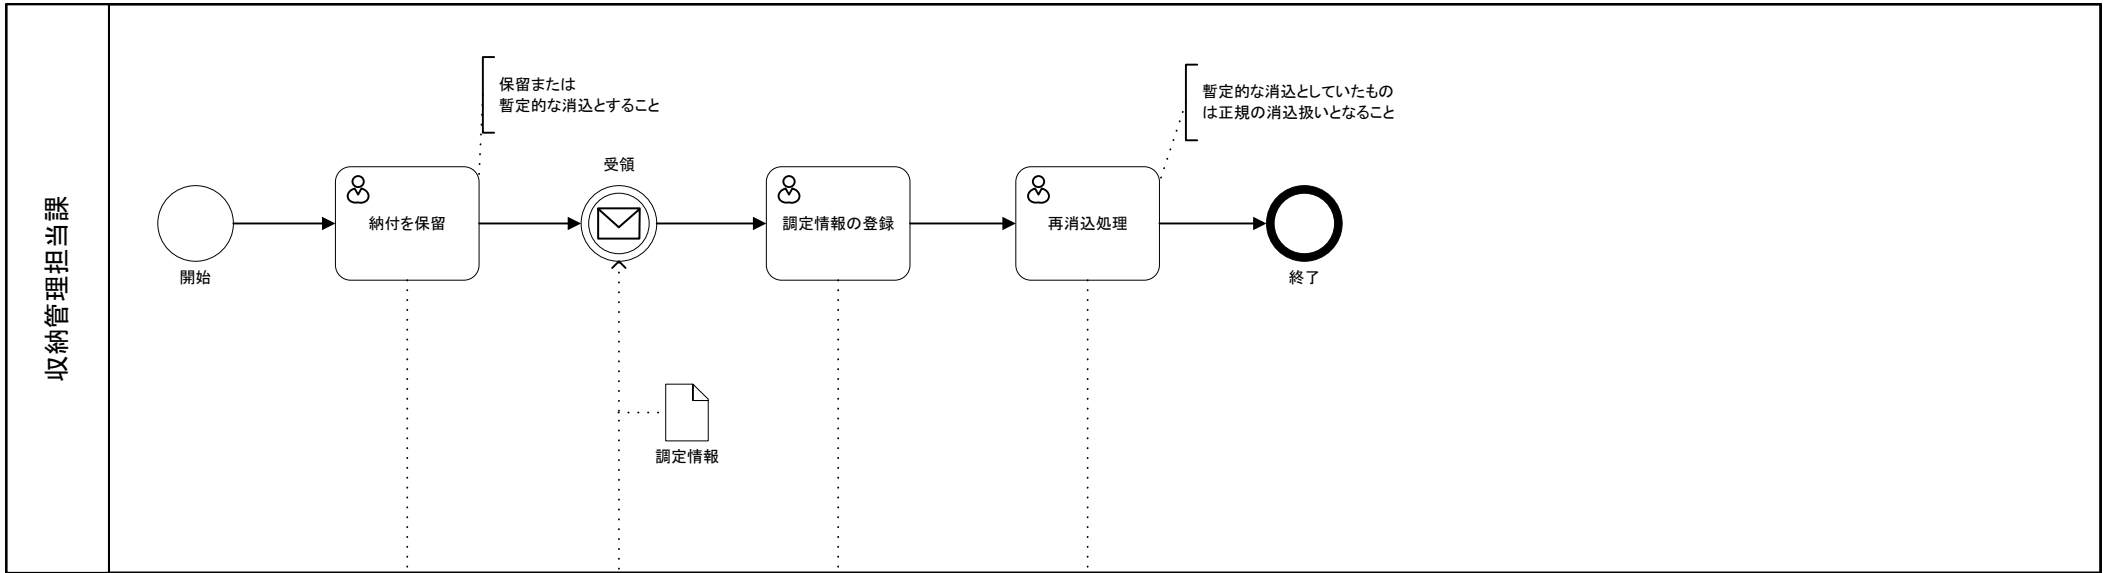 収納管理担当課
保留または
暫定的な消込とすること
暫定的な消込としていたもの
は正規の消込扱いとなること
受領
納付を保留
調定情報の登録
再消込処理
開始
終了
調定情報